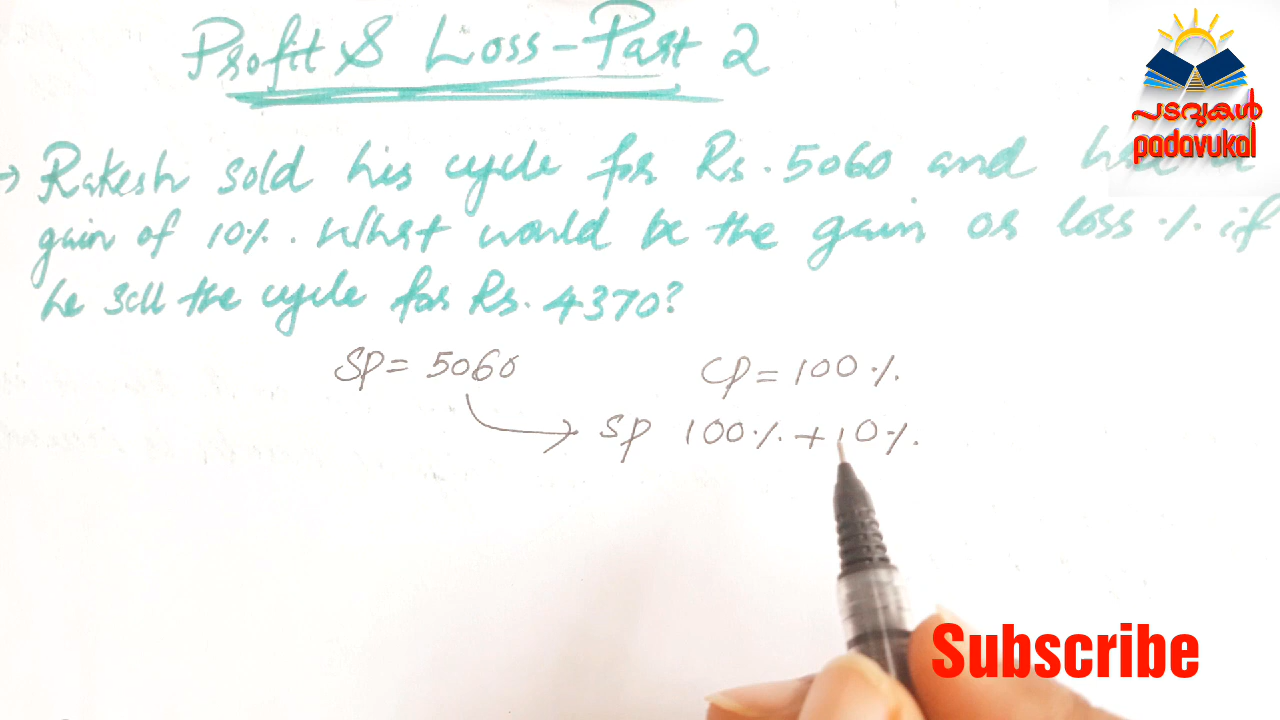 Profit & Loss - Part 2
പടവുകൾ
padavukal
→ Rakesh sold his cycle for Rs. 5060 and
gain of 10%. What would be the gain or loss % if
he sell the cycle for Rs. 4370?
SP = 5060 CP = 100%
SP 100% + 10%
Subscribe